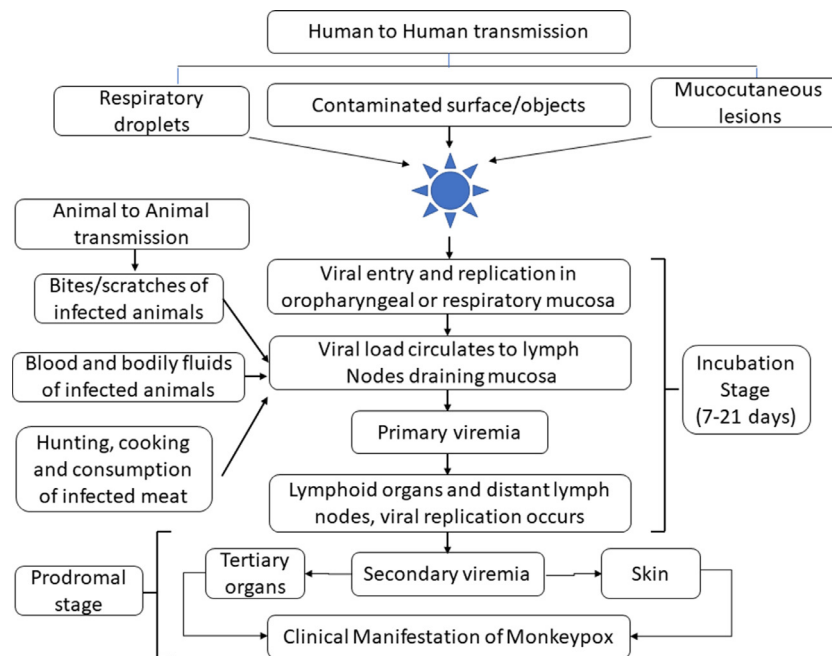 Human to Human transmission
Respiratory
droplets
Contaminated surface/objects
Mucocutaneous
lesions
Animal to Animal
transmission
Bites/scratches of
infected animals
Blood and bodily fluids
of infected animals
Hunting, cooking
and consumption
of infected meat
Viral entry and replication in
oropharyngeal or respiratory mucosa
Viral load circulates to lymph
Nodes draining mucosa
Primary viremia
Lymphoid organs and distant lymph
nodes, viral replication occurs
Incubation
Stage
(7-21 days)
Prodromal
stage
Tertiary
organs
Secondary viremia
Skin
Clinical Manifestation of Monkeypox